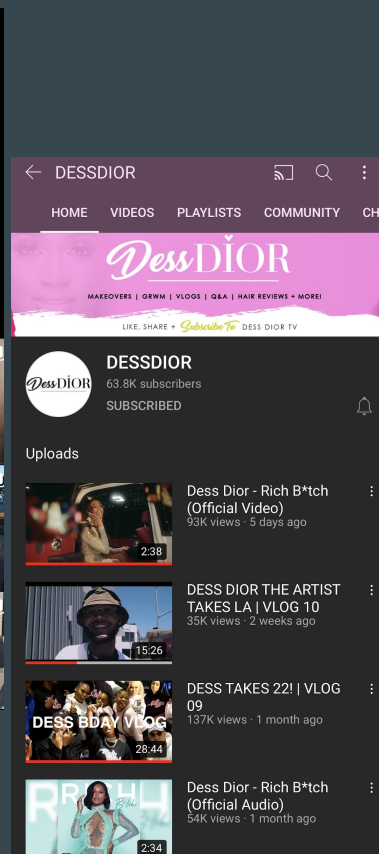 DESSDIOR
HOME VIDEOS PLAYLISTS COMMUNITY CH
DessDIOR
MAKEOVERS | GRWM | VLOGS | Q&A | HAIR REVIEWS + MORE!
LIKE, SHARE + Subscribe To DESS DIOR TV
DessDIOR
DESSDIOR
63.8K subscribers
SUBSCRIBED
Uploads
2:38
Dess Dior - Rich B*tch
(Official Video)
93K views · 5 days ago
15:26
DESS DIOR THE ARTIST
TAKES LA | VLOG 10
35K views · 2 weeks ago
DESS BDAY VLOG
28:44
DESS TAKES 22! | VLOG
09
137K views · 1 month ago
2:34
Dess Dior - Rich B*tch
(Official Audio)
54K views · 1 month ago